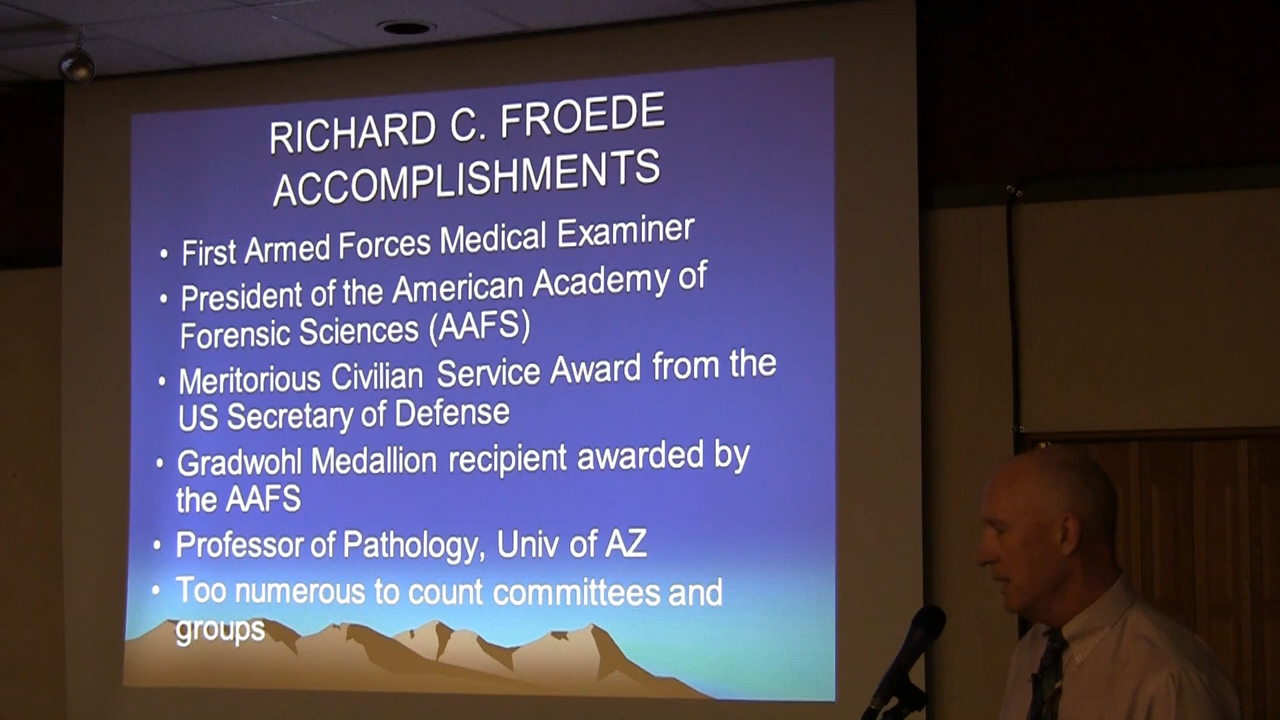 RICHARD C. FROEDE
ACCOMPLISHMENTS
• First Armed Forces Medical Examiner
• President of the American Academy of
Forensic Sciences (AAFS)
• Meritorious Civilian Service Award from the
US Secretary of Defense
• Gradwohl Medallion recipient awarded by
the AAFS
• Professor of Pathology, Univ of AZ
• Too numerous to count committees and
groups